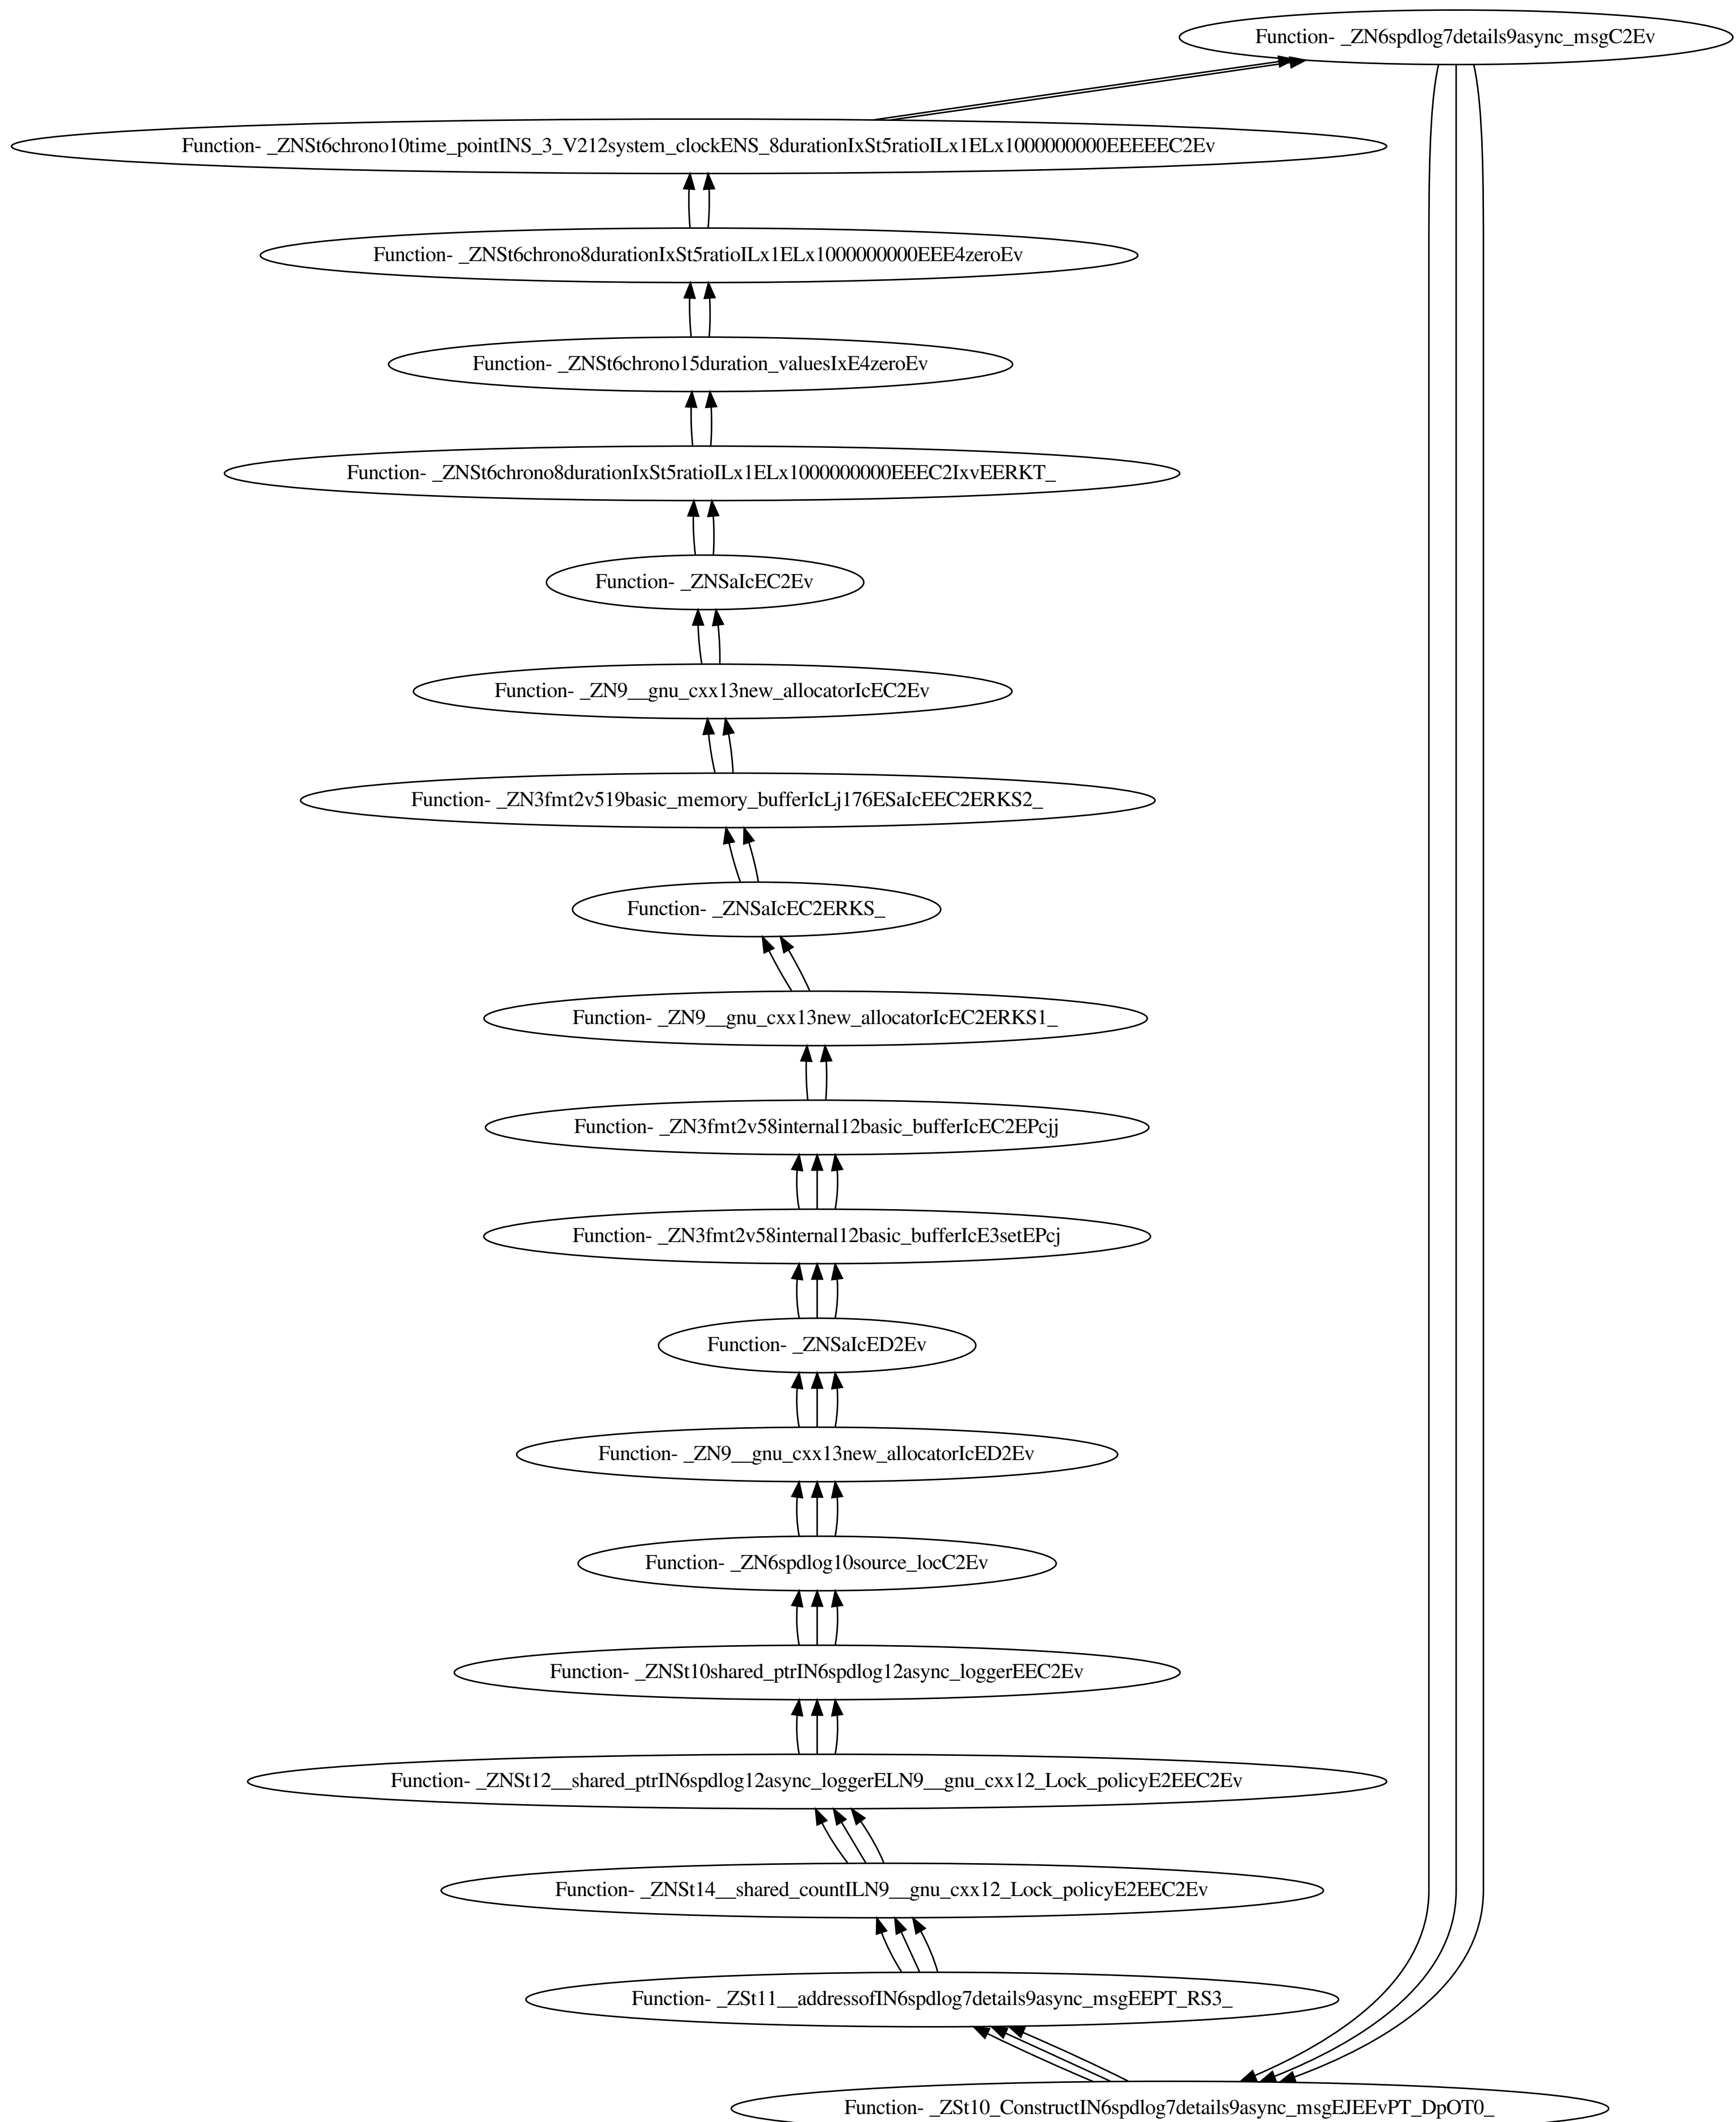 Function- _ZN6spdlog7details9async_msgC2Ev
Function- _ZNSt6chrono10time_pointINS_3_V212system_clockENS_8durationIxSt5ratioILx1ELx1000000000EEEEEC2Ev
Function- _ZNSt6chrono8durationIxSt5ratioILx1ELx1000000000EEE4zeroEv
Function- _ZNSt6chrono15duration_valuesIxE4zeroEv
Function- _ZNSt6chrono8durationIxSt5ratioILx1ELx1000000000EEEC2IxvEERKT_
Function- _ZNSaIcEC2Ev
Function- _ZN9__gnu_cxx13new_allocatorIcEC2Ev
Function- _ZN3fmt2v519basic_memory_bufferIcLj176ESaIcEEC2ERKS2_
Function- _ZNSaIcEC2ERKS_
Function- _ZN9__gnu_cxx13new_allocatorIcEC2ERKS1_
Function- _ZN3fmt2v58internal12basic_bufferIcEC2EPcjj
Function- _ZN3fmt2v58internal12basic_bufferIcE3setEPcj
Function- _ZNSaIcED2Ev
Function- _ZN9__gnu_cxx13new_allocatorIcED2Ev
Function- _ZN6spdlog10source_locC2Ev
Function- _ZNSt10shared_ptrIN6spdlog12async_loggerEEC2Ev
Function- _ZNSt12__shared_ptrIN6spdlog12async_loggerELN9__gnu_cxx12_Lock_policyE2EEC2Ev
Function- _ZNSt14__shared_countILN9__gnu_cxx12_Lock_policyE2EEC2Ev
Function- _ZSt11__addressofIN6spdlog7details9async_msgEEPT_RS3_
Function- _ZSt10_ConstructIN6spdlog7details9async_msgEJEEvPT_DpOT0_